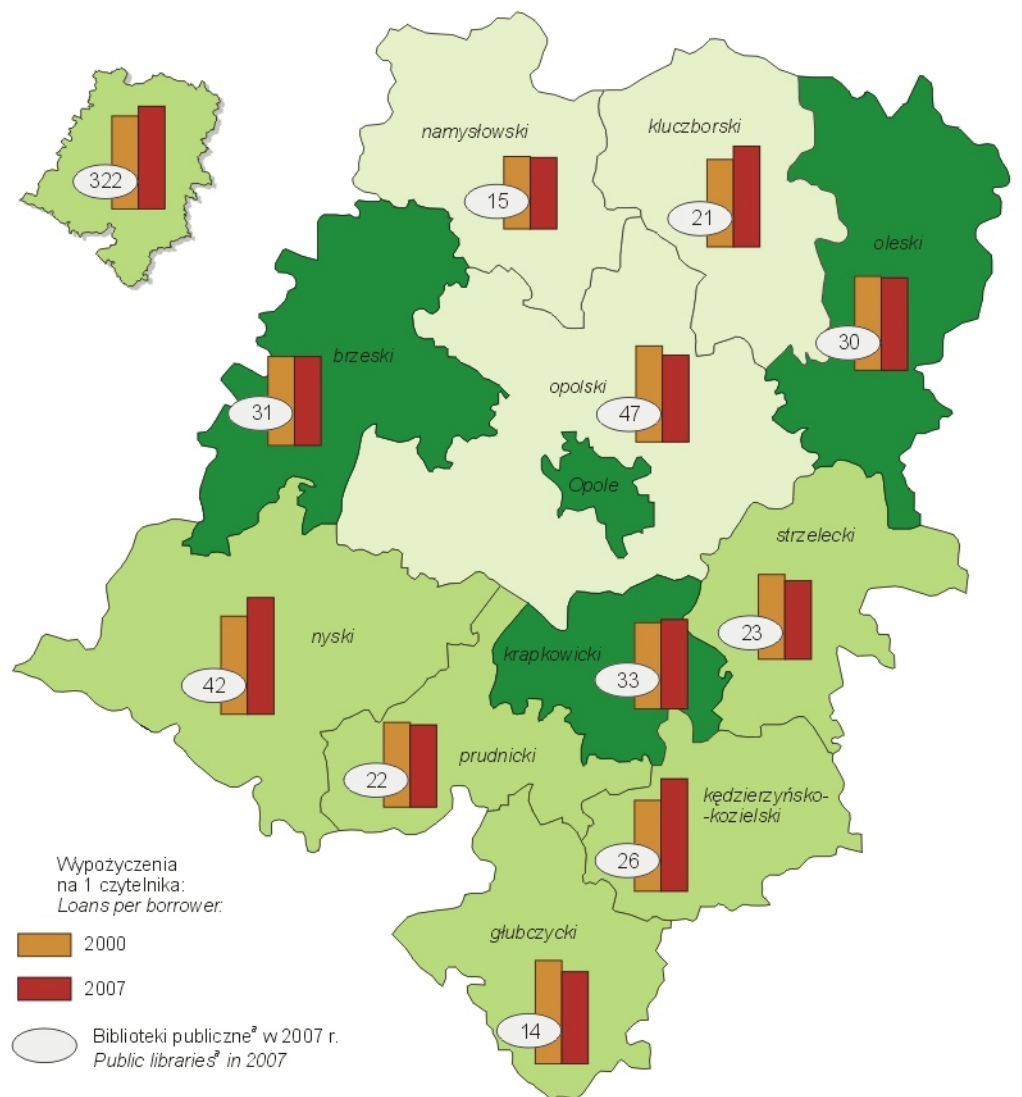 322
namysłowski
15
kluczborski
21
oleski
30
brzeski
31
opolski
47
Opole
strzelecki
23
nyski
42
krapkowicki
33
prudnicki
22
kędzierzyńsko-
-kozielski
26
głubczycki
14
Wypożyczenia
na 1 czytelnika:
Loans per borrower:
2000
2007
Biblioteki publiczneª w 2007 r.
Public librariesª in 2007